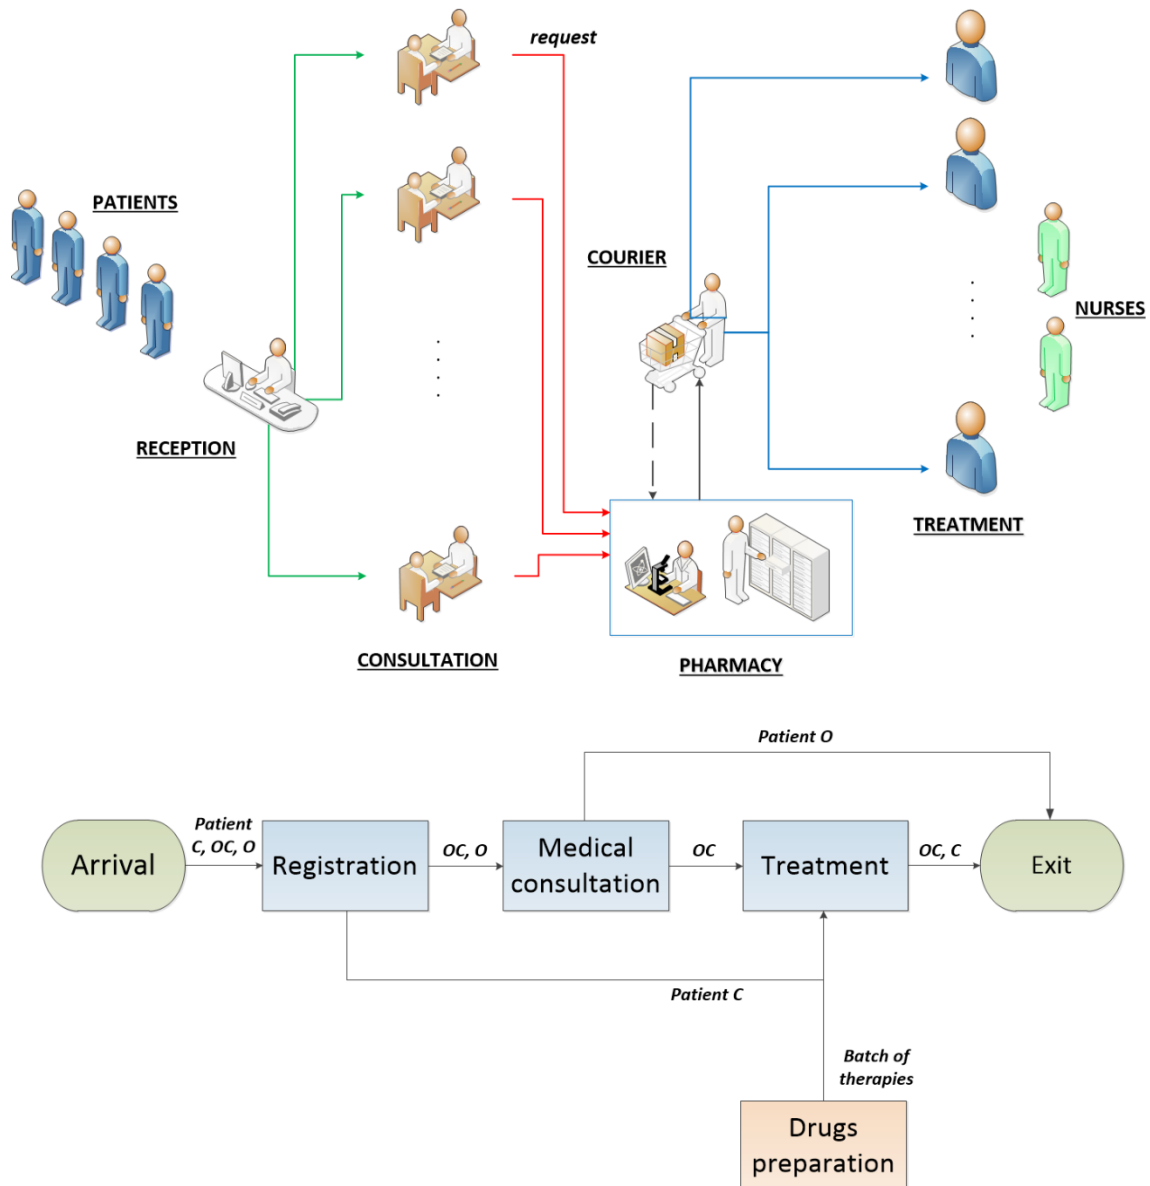 request
PATIENTS
COURIER
NURSES
RECEPTION
TREATMENT
CONSULTATION
PHARMACY
Patient O
Arrival
Patient
C, OC, O
Registration
OC, O
Medical
consultation
OC
Treatment
OC, C
Exit
Patient C
Batch of
therapies
Drugs
preparation